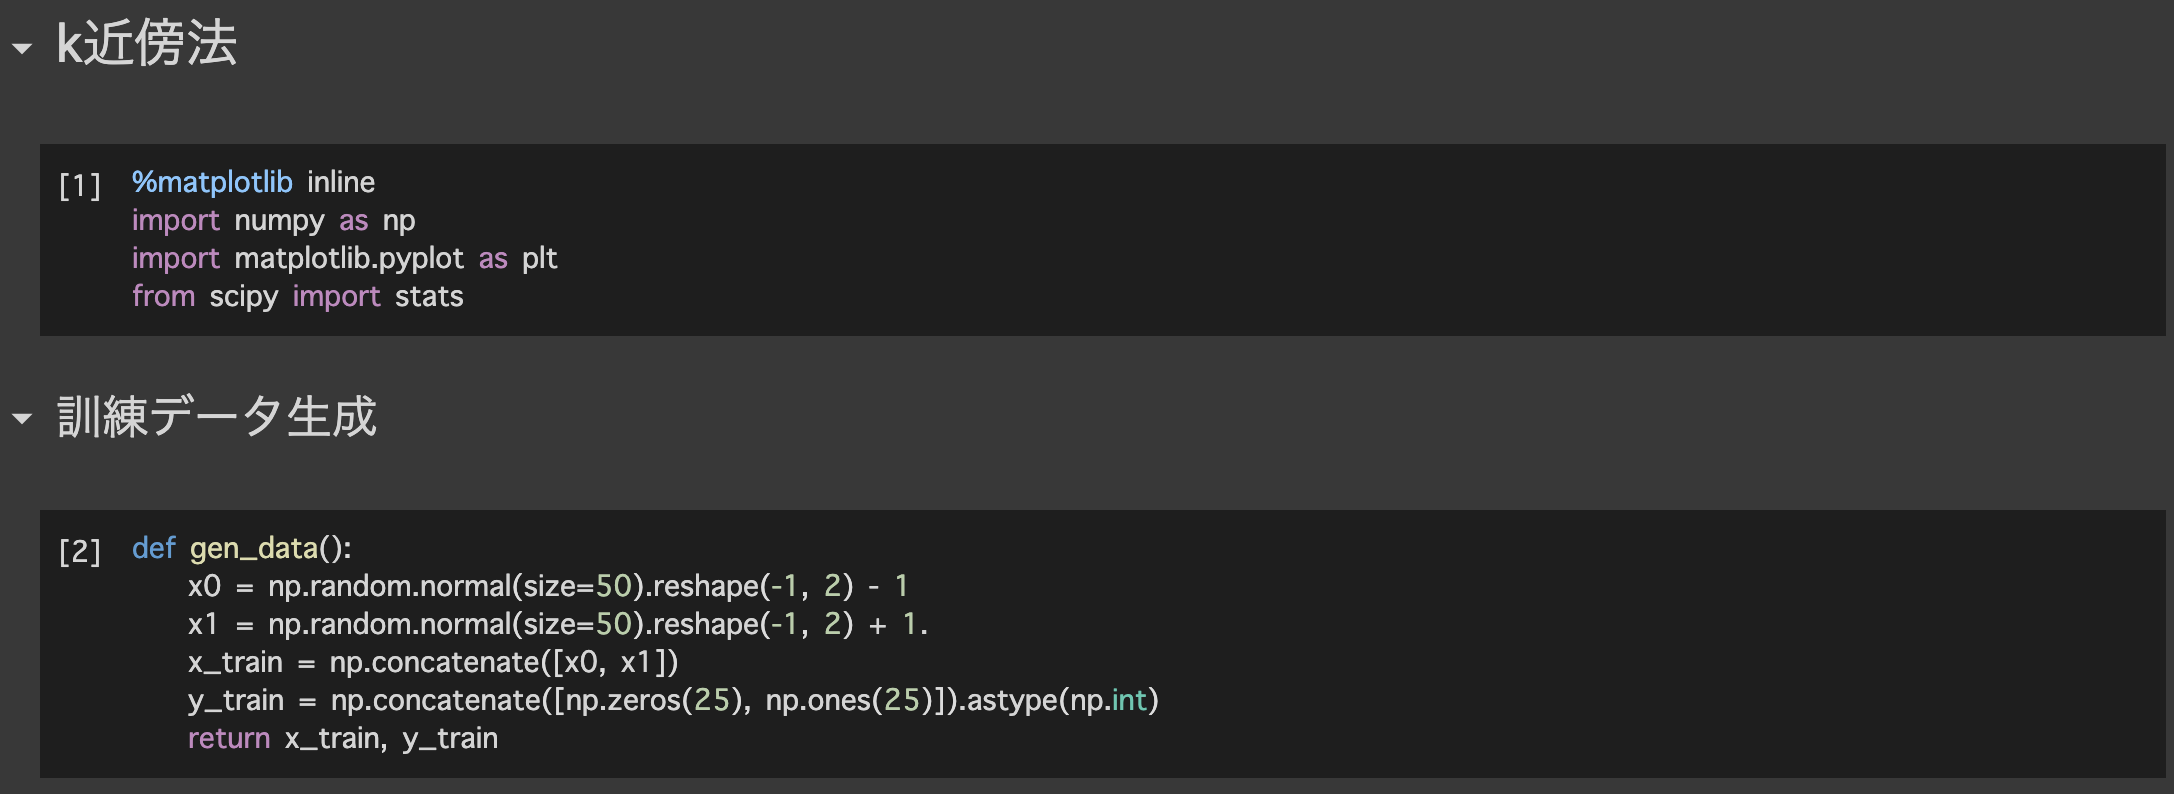 k近傍法
[1] %matplotlib inline
import numpy as np
import matplotlib.pyplot as plt
from scipy import stats
訓練データ生成
[2] def gen_data():
    x0 = np.random.normal(size=50).reshape(-1, 2) - 1
    x1 = np.random.normal(size=50).reshape(-1, 2) + 1.
    x_train = np.concatenate([x0, x1])
    y_train = np.concatenate([np.zeros(25), np.ones(25)]).astype(np.int)
    return x_train, y_train